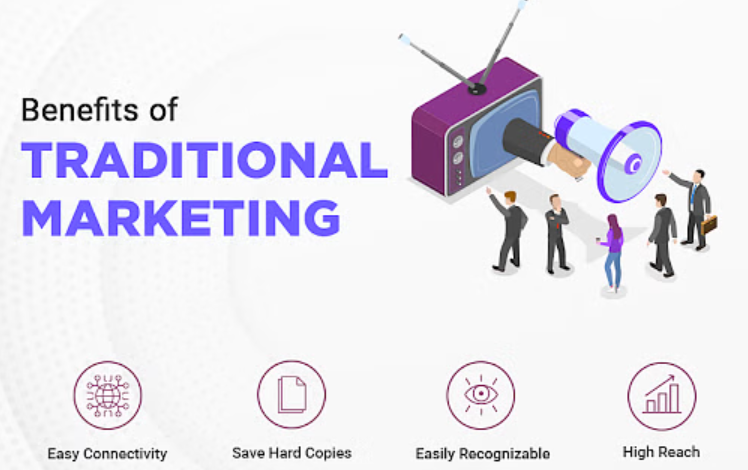 Benefits of
TRADITIONAL
MARKETING
Easy Connectivity
Save Hard Copies
Easily Recognizable
High Reach